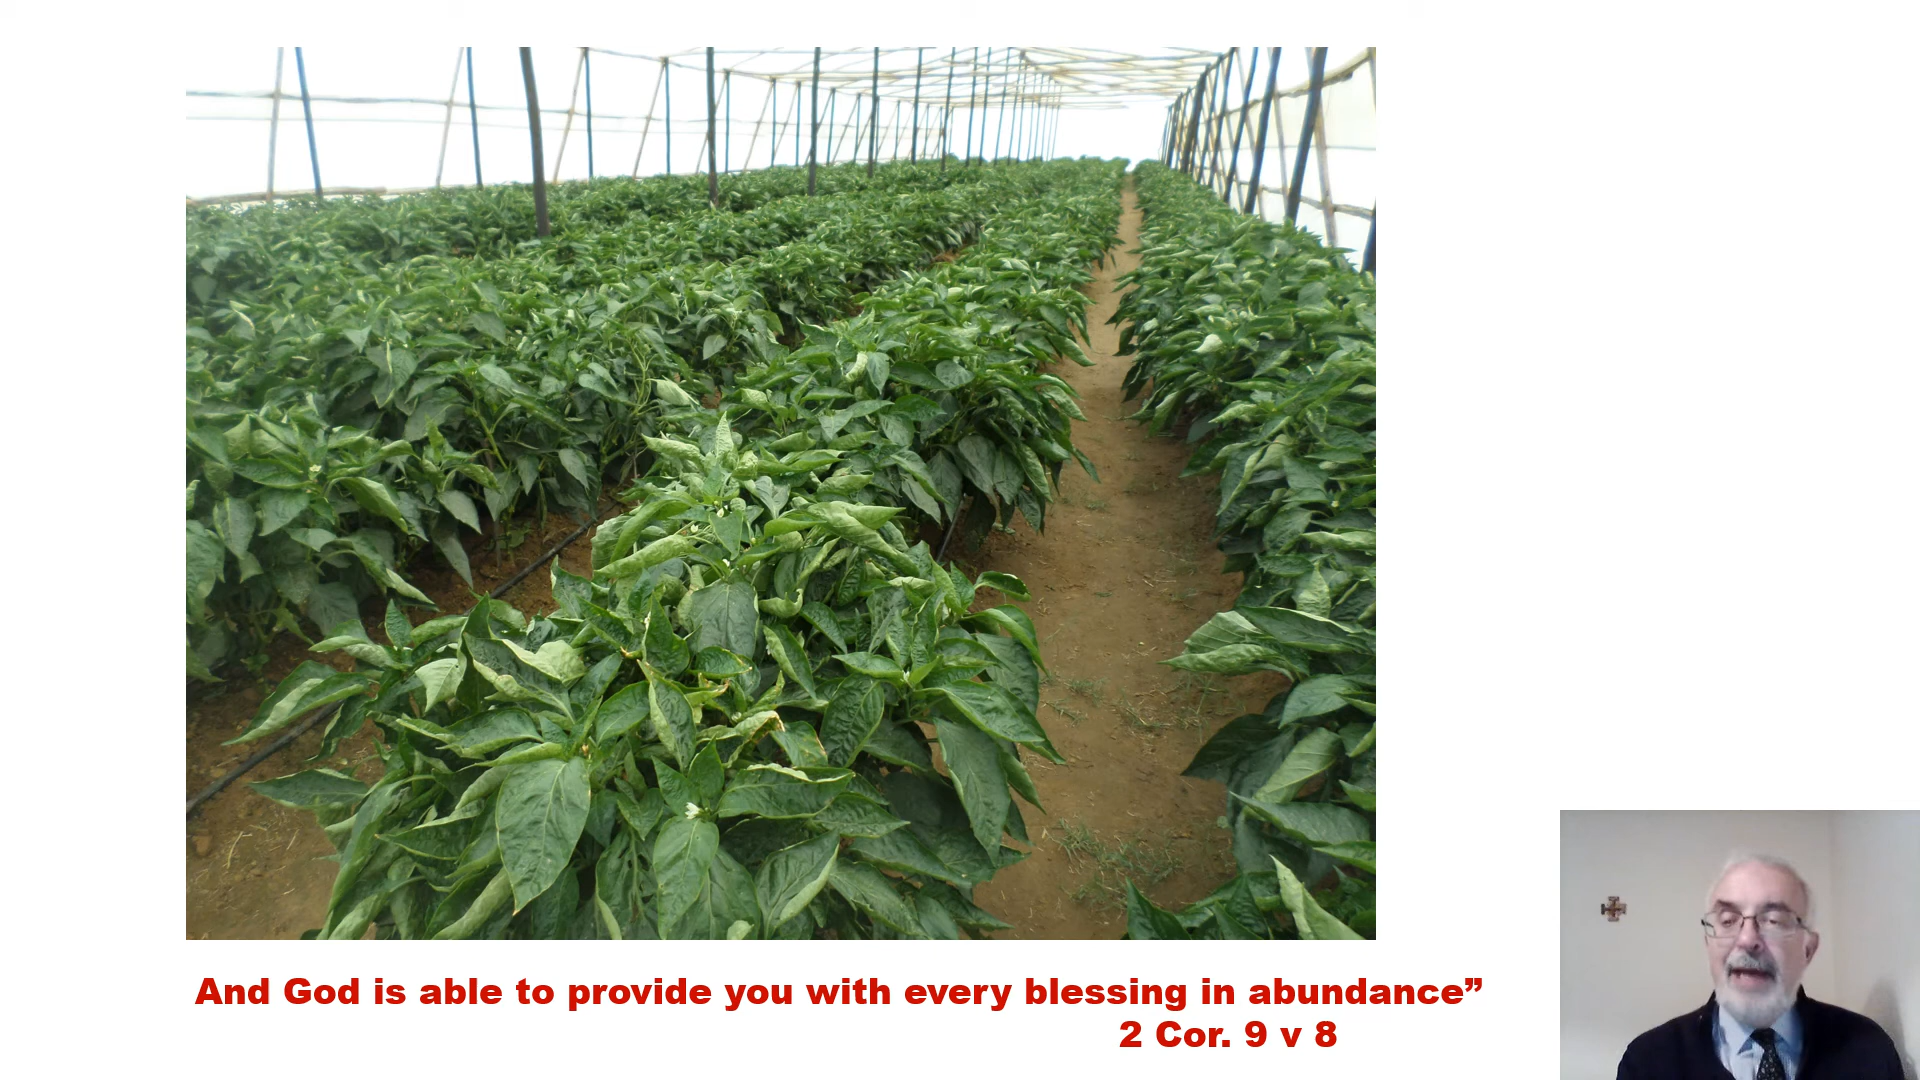 And God is able to provide you with every blessing in abundance”
2 Cor. 9 v 8